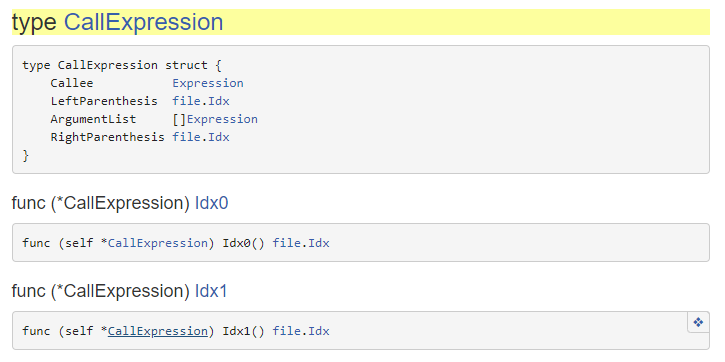 type CallExpression
type CallExpression struct {
    Callee           Expression
    LeftParenthesis  file.Idx
    ArgumentList     []Expression
    RightParenthesis file.Idx
}
func (*CallExpression) Idx0
func (self *CallExpression) Idx0() file.Idx
func (*CallExpression) Idx1
func (self *CallExpression) Idx1() file.Idx